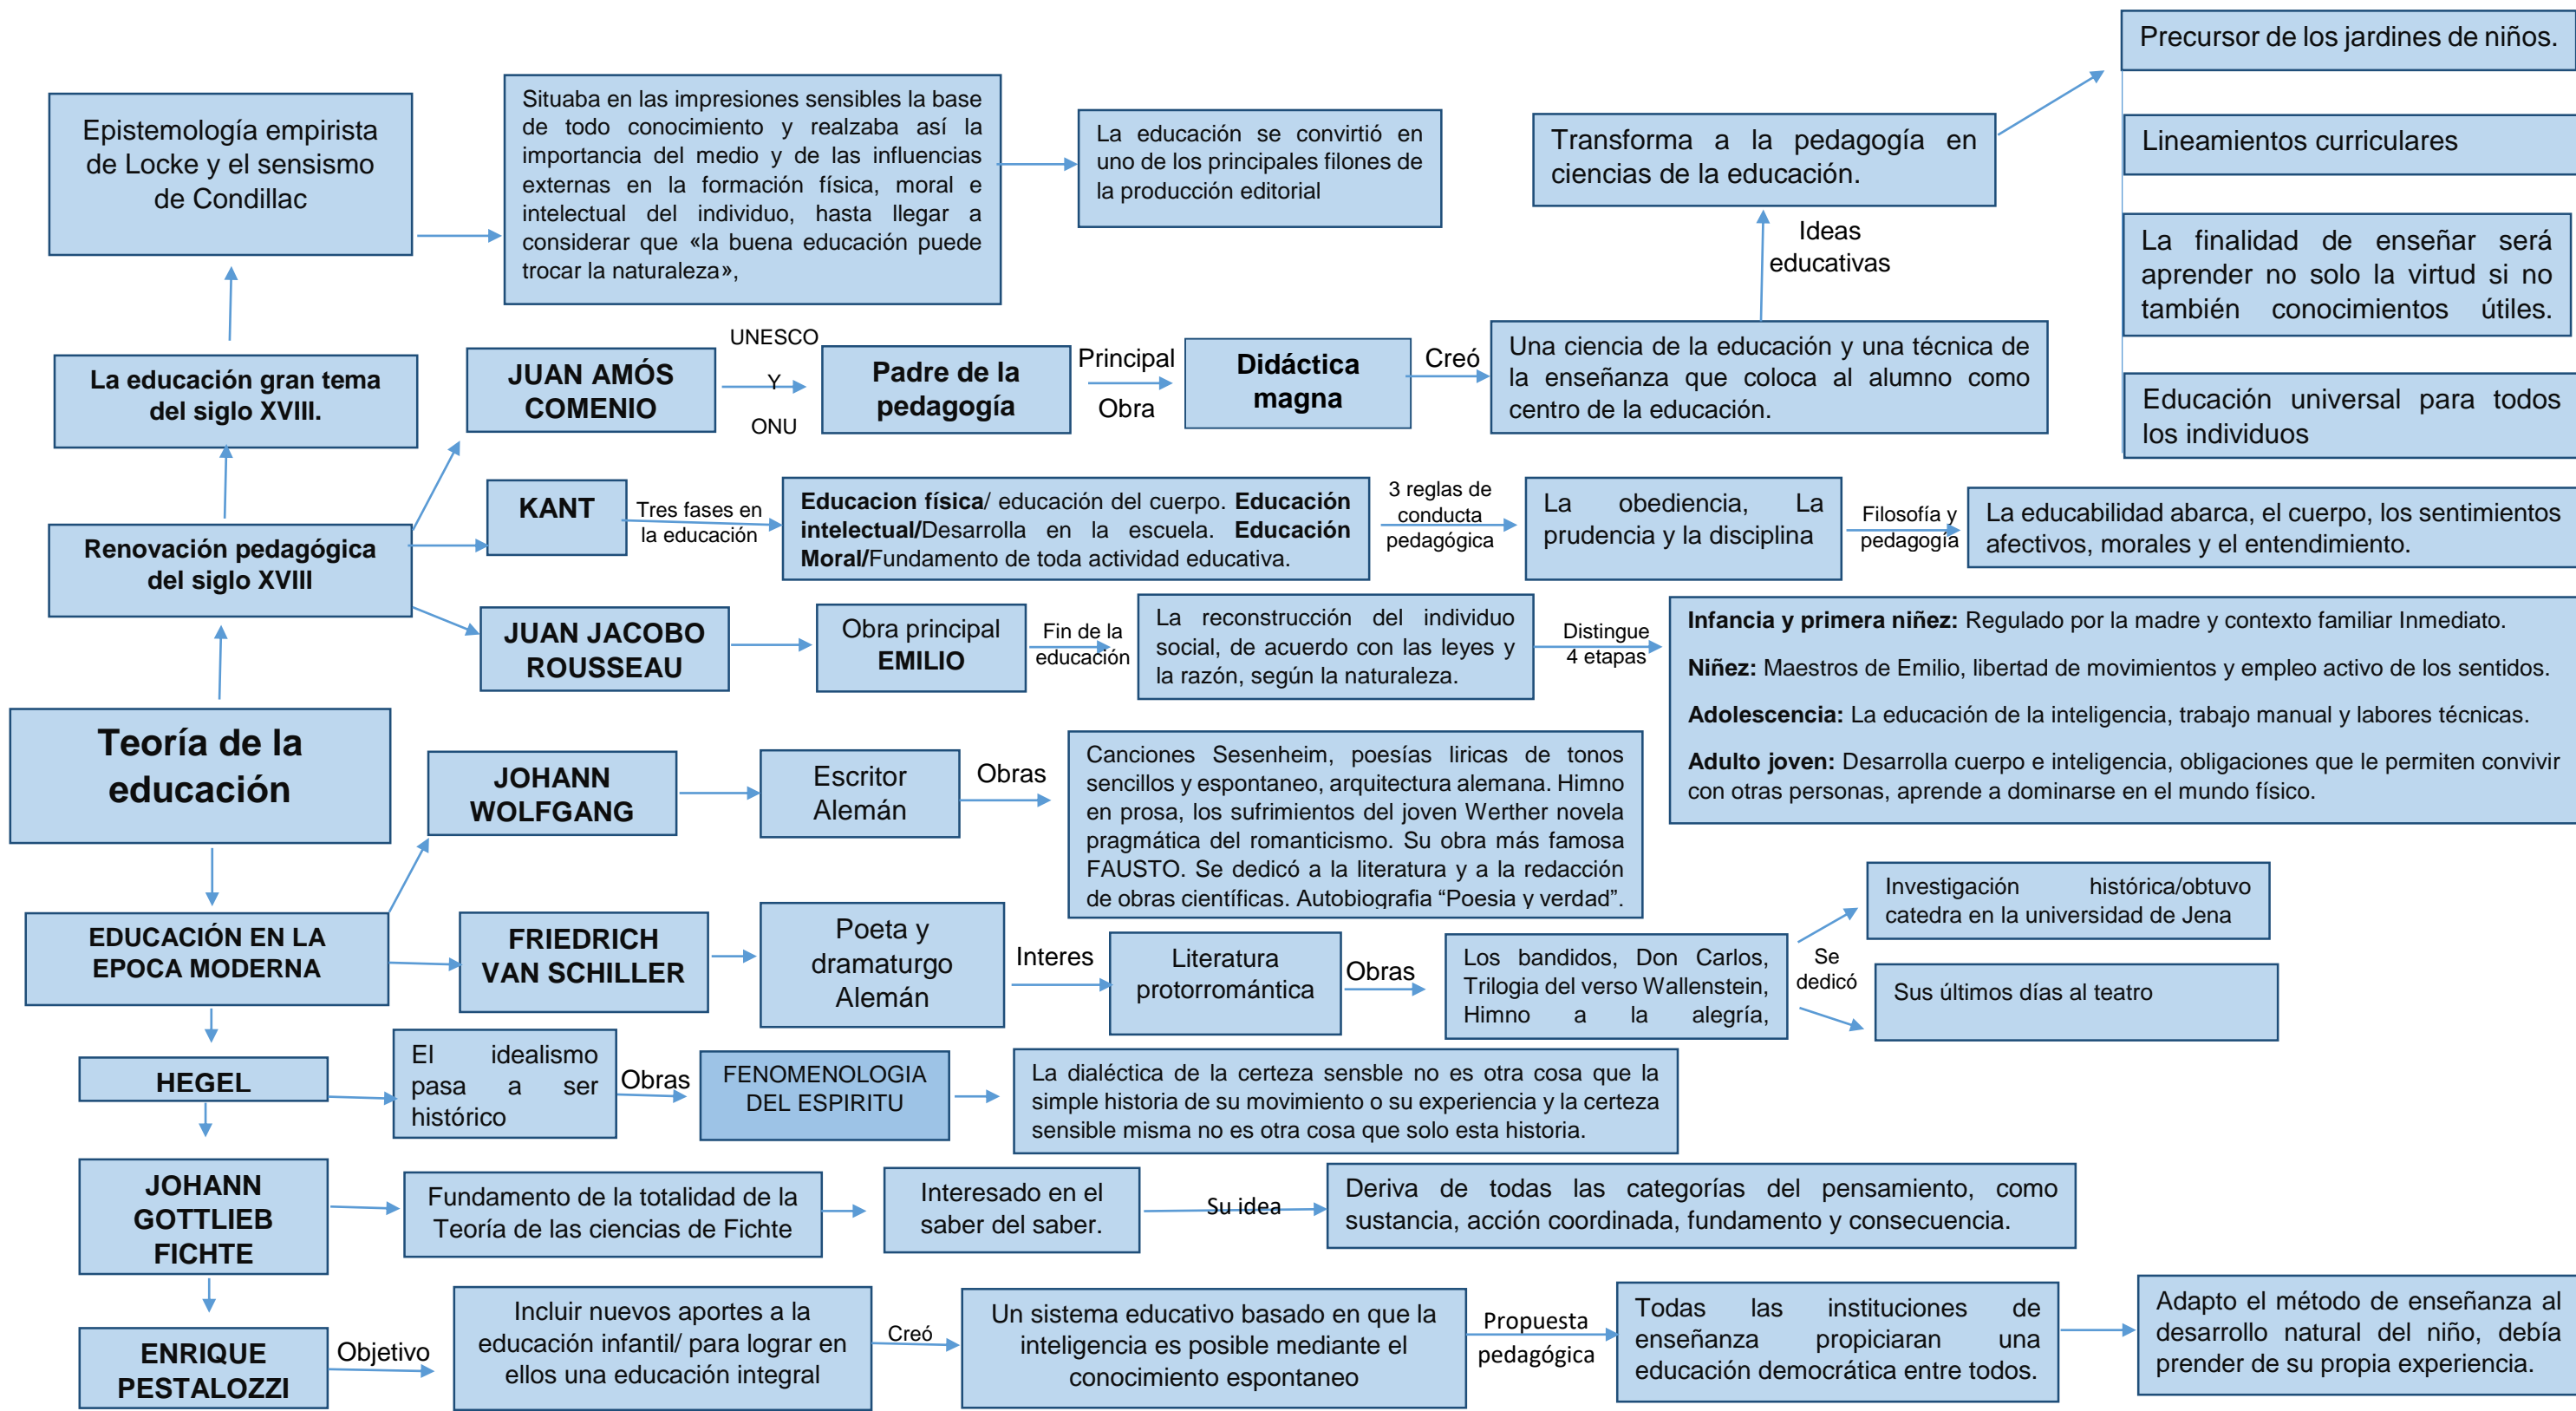 Precursor de los jardines de niños.
Lineamientos curriculares
La finalidad de enseñar será
aprender no solo la virtud si no
también conocimientos útiles.
Educación universal para todos
los individuos
Epistemología empirista
de Locke y el sensismo
de Condillac
Situaba en las impresiones sensibles la base
de todo conocimiento y realzaba así la
importancia del medio y de las influencias
externas en la formación física, moral e
intelectual del individuo, hasta llegar a
considerar que «la buena educación puede
trocar la naturaleza»,
La educación se convirtió en
uno de los principales filones de
la producción editorial
Transforma a la pedagogía en
ciencias de la educación.
Ideas
educativas
La educación gran tema
del siglo XVIII.
JUAN AMÓS
COMENIO
UNESCO
Y
ONU
Padre de la
pedagogía
Principal
Obra
Didáctica
magna
Creó
Una ciencia de la educación y una técnica de
la enseñanza que coloca al alumno como
centro de la educación.
Renovación pedagógica
del siglo XVIII
KANT
Tres fases en
la educación
Educacion física/ educación del cuerpo. Educación
intelectual/Desarrolla en la escuela. Educación
Moral/Fundamento de toda actividad educativa.
3 reglas de
conducta
pedagógica
La obediencia, La
prudencia y la disciplina
Filosofía y
pedagogía
La educabilidad abarca, el cuerpo, los sentimientos
afectivos, morales y el entendimiento.
JUAN JACOBO
ROUSSEAU
Obra principal
EMILIO
Fin de la
educación
La reconstrucción del individuo
social, de acuerdo con las leyes y
la razón, según la naturaleza.
Distingue
4 etapas
Infancia y primera niñez: Regulado por la madre y contexto familiar Inmediato.
Niñez: Maestros de Emilio, libertad de movimientos y empleo activo de los sentidos.
Adolescencia: La educación de la inteligencia, trabajo manual y labores técnicas.
Adulto joven: Desarrolla cuerpo e inteligencia, obligaciones que le permiten convivir
con otras personas, aprende a dominarse en el mundo físico.
Teoría de la
educación
JOHANN
WOLFGANG
Escritor
Alemán
Obras
Canciones Sesenheim, poesías liricas de tonos
sencillos y espontaneo, arquitectura alemana. Himno
en prosa, los sufrimientos del joven Werther novela
pragmática del romanticismo. Su obra más famosa
FAUSTO. Se dedicó a la literatura y a la redacción
de obras científicas. Autobiografia “Poesia y verdad”.
EDUCACIÓN EN LA
EPOCA MODERNA
FRIEDRICH
VAN SCHILLER
Poeta y
dramaturgo
Alemán
Interes
Literatura
protorromántica
Obras
Los bandidos, Don Carlos,
Trilogia del verso Wallenstein,
Himno a la alegría,
Se
dedicó
Investigación histórica/obtuvo
catedra en la universidad de Jena
Sus últimos días al teatro
HEGEL
El idealismo
pasa a ser
histórico
Obras
FENOMENOLOGIA
DEL ESPIRITU
La dialéctica de la certeza sensble no es otra cosa que la
simple historia de su movimiento o su experiencia y la certeza
sensible misma no es otra cosa que solo esta historia.
JOHANN
GOTTLIEB
FICHTE
Fundamento de la totalidad de la
Teoría de las ciencias de Fichte
Interesado en el
saber del saber.
Su idea
Deriva de todas las categorías del pensamiento, como
sustancia, acción coordinada, fundamento y consecuencia.
ENRIQUE
PESTALOZZI
Objetivo
Incluir nuevos aportes a la
educación infantil/ para lograr en
ellos una educación integral
Creó
Un sistema educativo basado en que la
inteligencia es posible mediante el
conocimiento espontaneo
Propuesta
pedagógica
Todas las instituciones de
enseñanza propiciaran una
educación democrática entre todos.
Adapto el método de enseñanza al
desarrollo natural del niño, debía
prender de su propia experiencia.